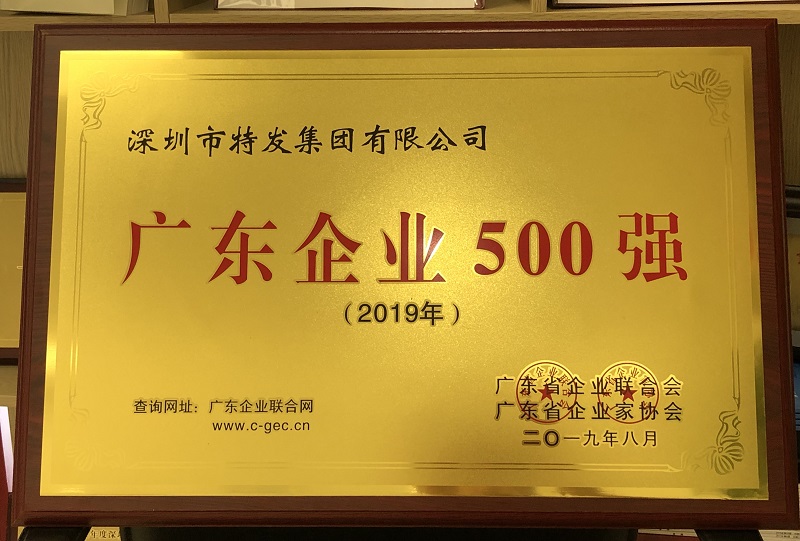 深圳市特发集团有限公司
广东企业 500 强
（2019年）
查询网址：广东企业联合网
www.c-gec.cn
广东省企业联合会
广东省企业家协会
二〇一九年八月